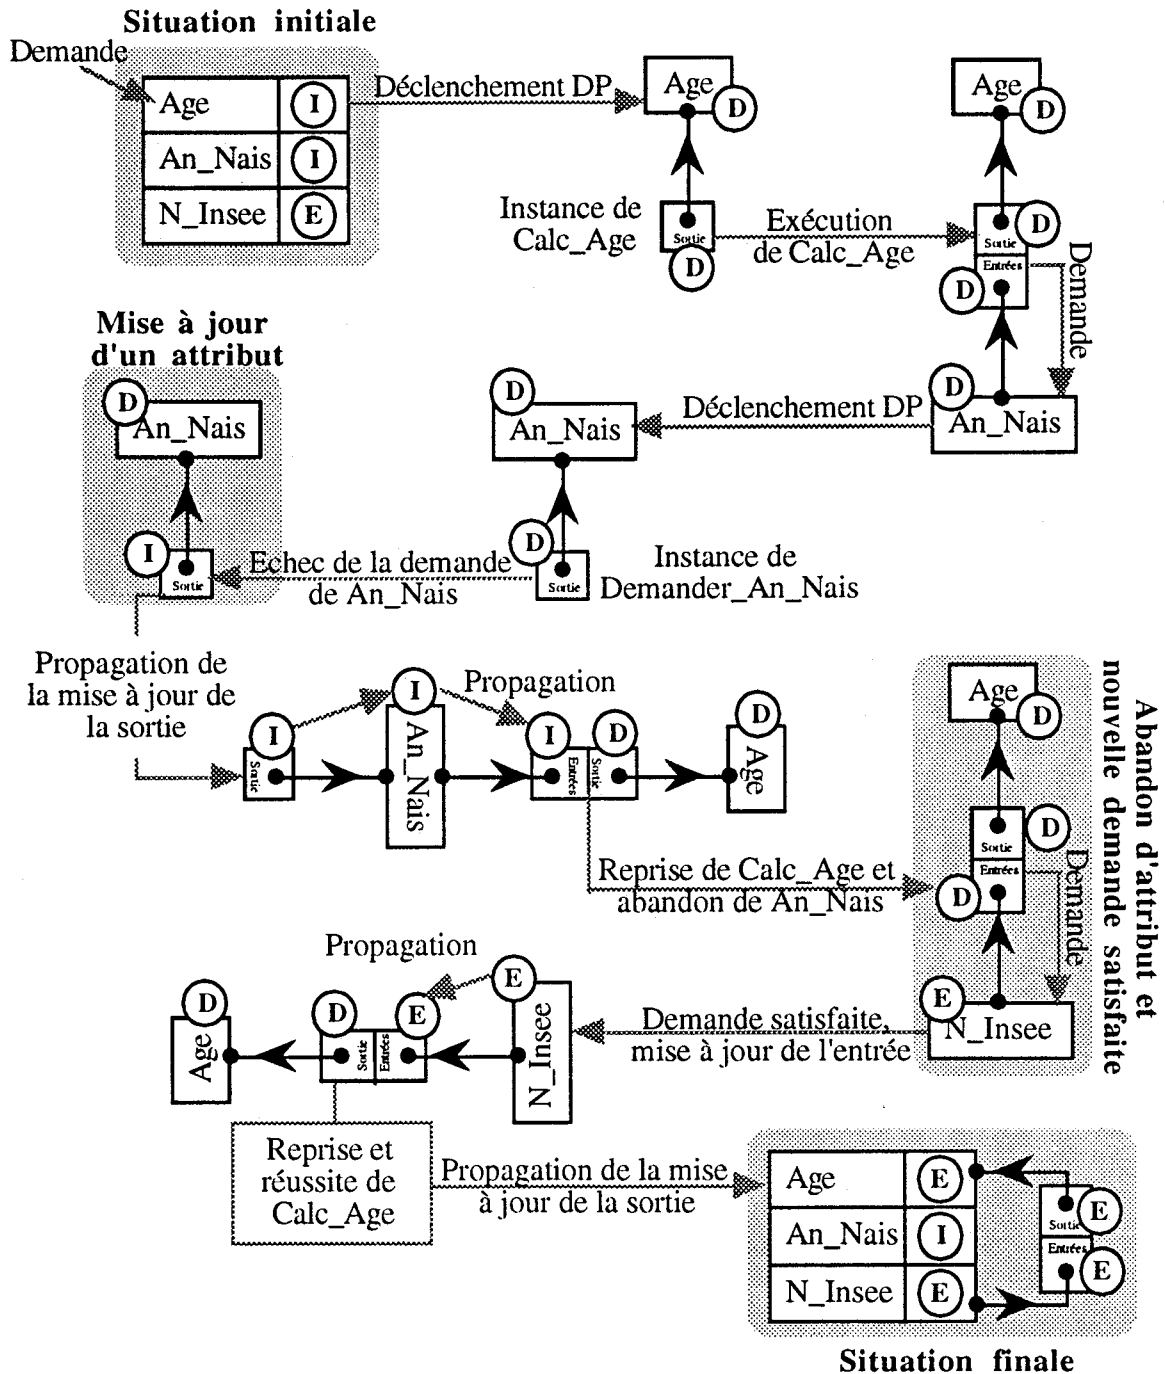 Situation initiale
Demande
Age
I
An_Nais
I
N_Insee
E
Déclenchement DP
Age
D
Instance de
Calc_Age
Sortie
D
Exécution
de Calc_Age
Age
D
D
Sortie
Entrées
D
Demande
D
An_Nais
Déclenchement DP
D
An_Nais
D
Sortie
Instance de
Demander_An_Nais
Echec de la demande
de An_Nais
Mise à jour
d'un attribut
D
An_Nais
I
Sortie
Propagation de
la mise à jour de
la sortie
I
Sortie
I
An_Nais
Propagation
I
D
Entrées
Sortie
D
Age
Reprise de Calc_Age et
abandon de An_Nais
Abandon d'attribut et
nouvelle demande satisfaite
Age
D
D
Sortie
Entrées
D
Demande
E
N_Insee
Demande satisfaite,
mise à jour de l'entrée
Propagation
E
N_Insee
D
E
Sortie
Entrées
D
Age
Reprise et
réussite de
Calc_Age
Propagation de la mise
à jour de la sortie
Age
E
An_Nais
I
N_Insee
E
Sortie
E
Entrées
E
Situation finale